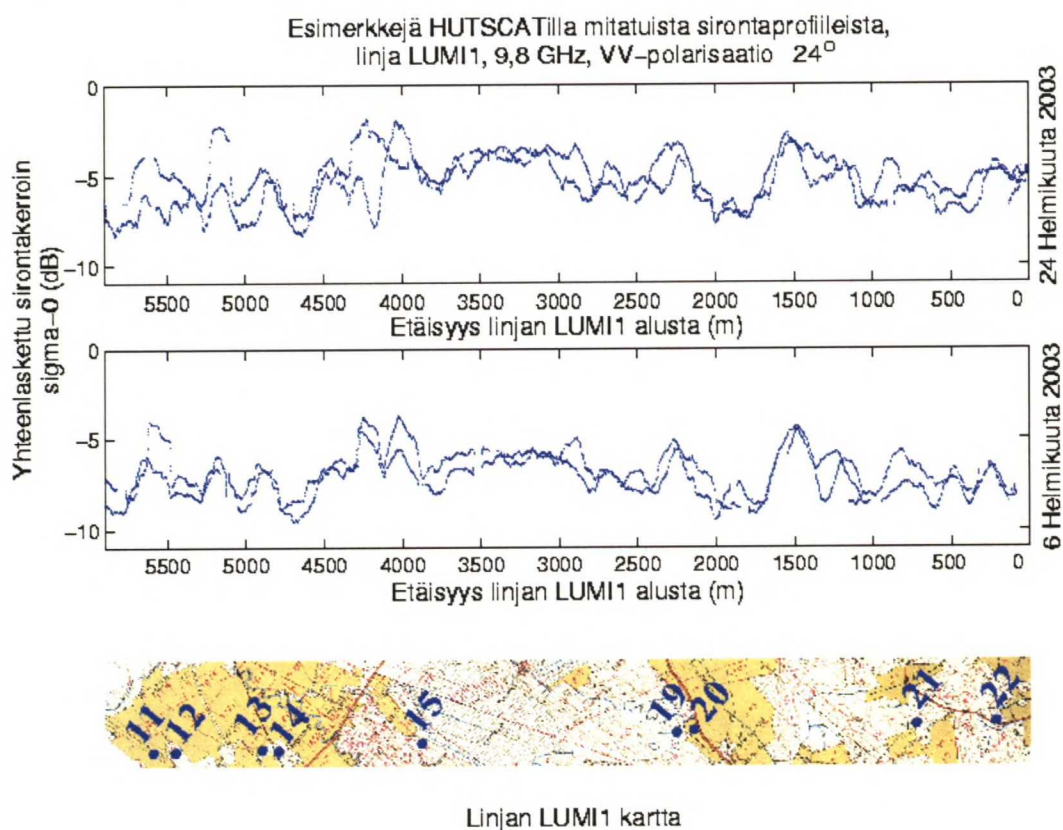 Esimerkkejä HUTSCATilla mitatuista sirontaprofiileista,
linja LUMI1, 9,8 GHz, VV-polarisaatio 24°
Yhteenlaskettu sirontakerroin
sigma-0 (dB)
0
-5
-10
5500 5000 4500 4000 3500 3000 2500 2000 1500 1000 500 0
Etäisyys linjan LUMI1 alusta (m)
24 Helmikuuta 2003
0
-5
-10
5500 5000 4500 4000 3500 3000 2500 2000 1500 1000 500 0
Etäisyys linjan LUMI1 alusta (m)
6 Helmikuuta 2003
11 12 13 14 15 19 20 21 22
Linjan LUMI1 kartta